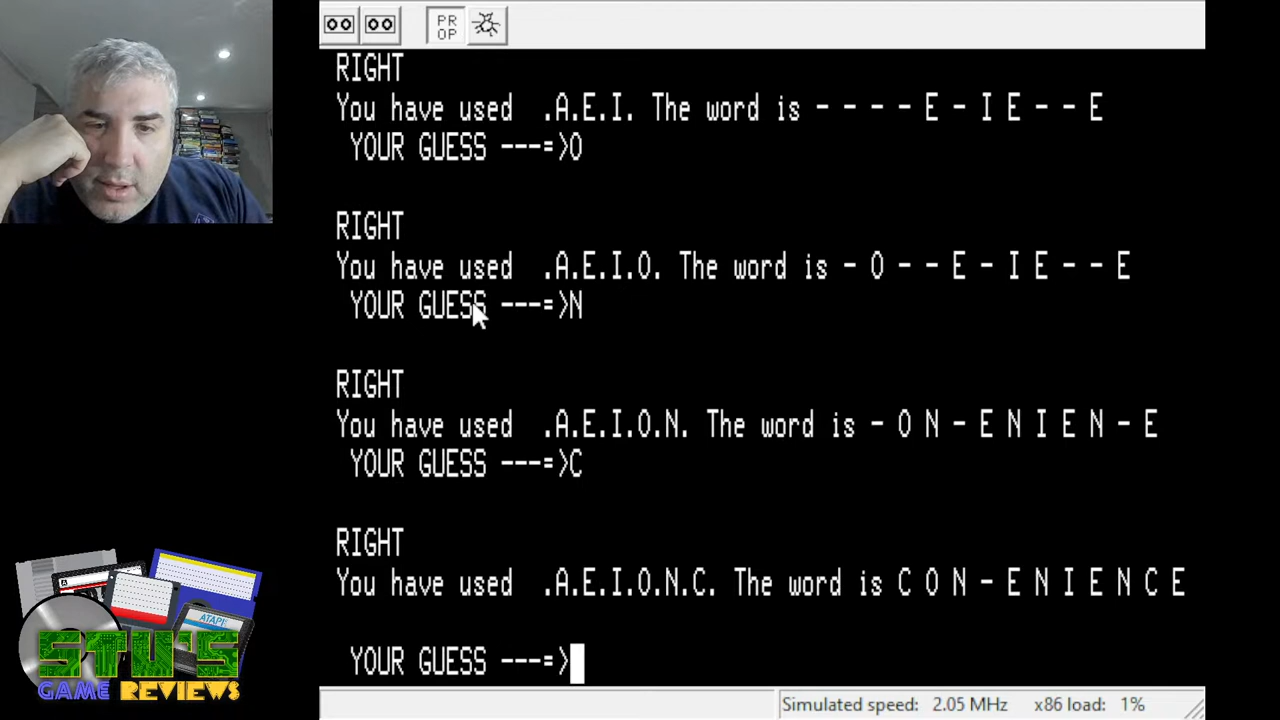 PR
OP
RIGHT
You have used .A.E.I. The word is - - - - E - I E - - E
YOUR GUESS ---=>O
RIGHT
You have used .A.E.I.O. The word is - O - - E - I E - - E
YOUR GUESS ---=>N
RIGHT
You have used .A.E.I.O.N. The word is - O N - E N I E N - E
YOUR GUESS ---=>C
RIGHT
You have used .A.E.I.O.N.C. The word is C O N - E N I E N C E
YOUR GUESS ---=>
Simulated speed: 2.05 MHz x86 load: 1%
ATARI
STU'S
GAME REVIEWS